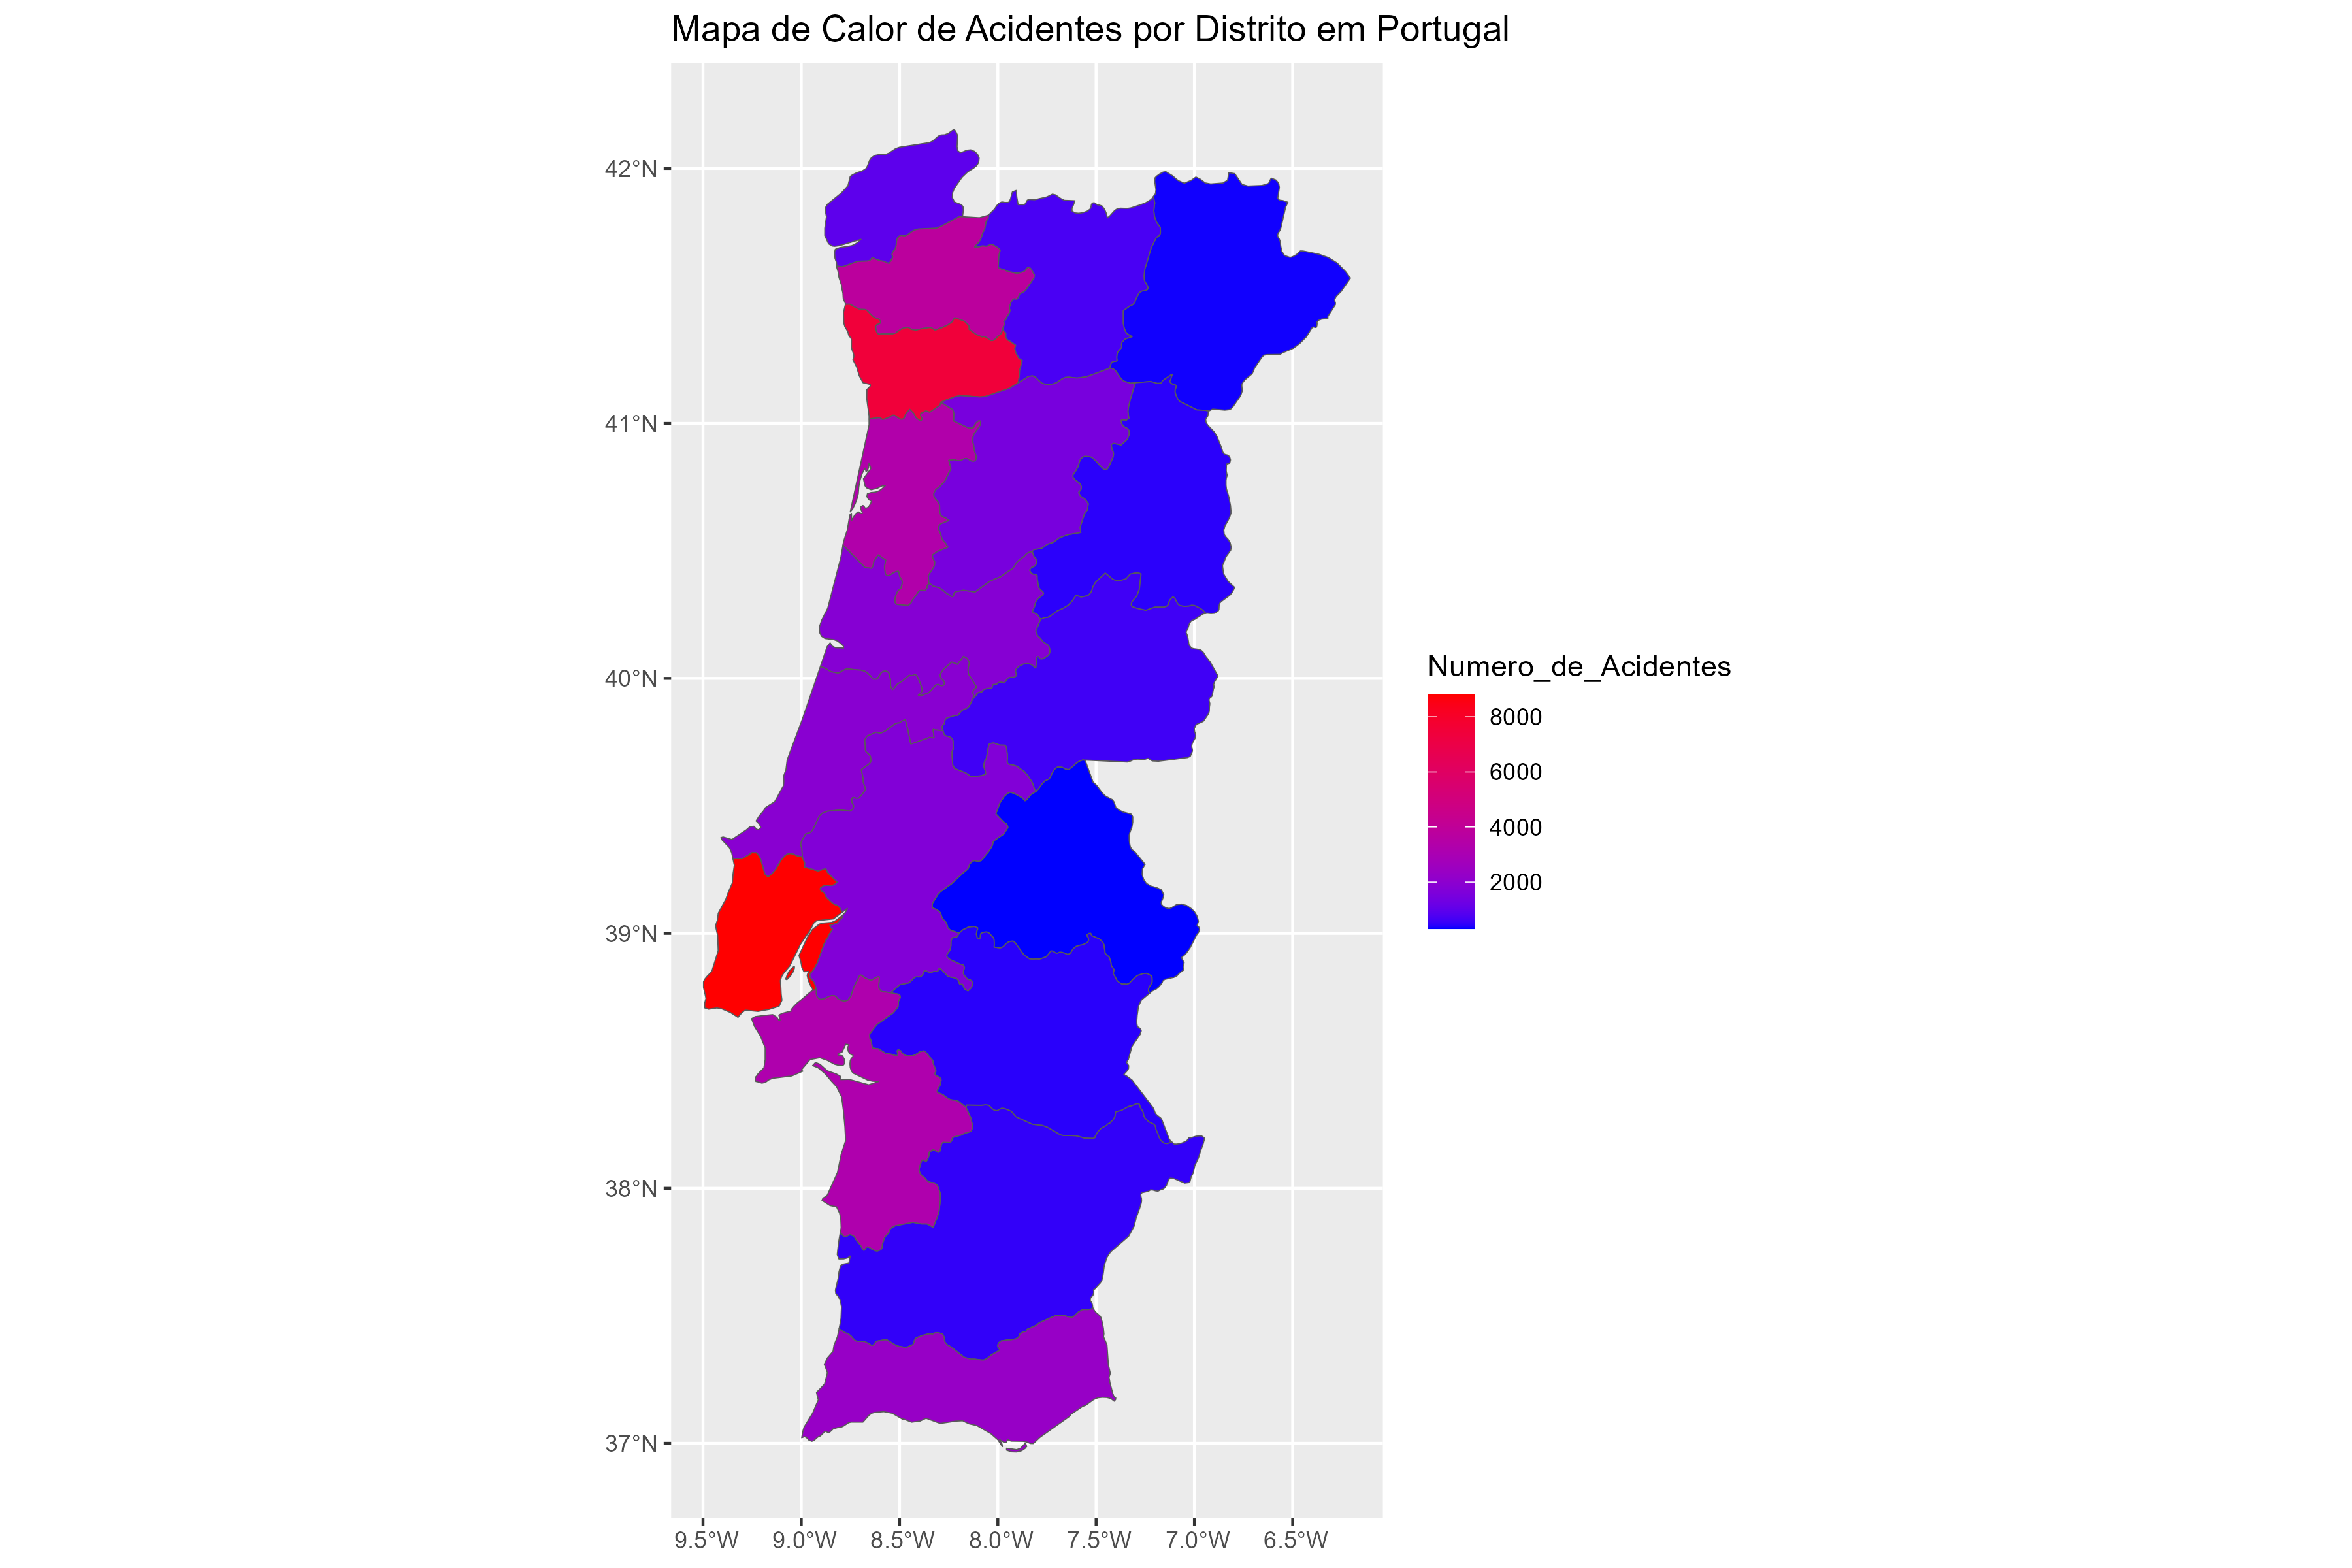 Mapa de Calor de Acidentes por Distrito em Portugal
42°N
41°N
40°N
39°N
38°N
37°N
9.5°W 9.0°W 8.5°W 8.0°W 7.5°W 7.0°W 6.5°W
Numero_de_Acidentes
8000
6000
4000
2000